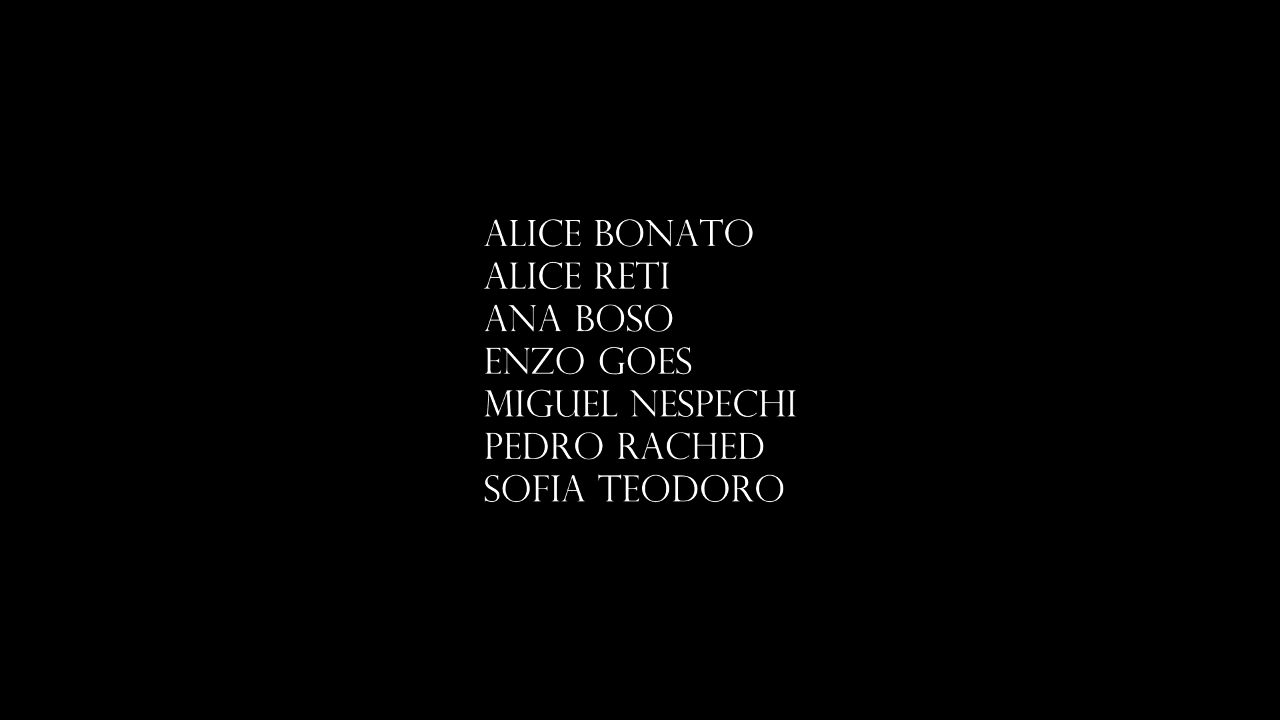 ALICE BONATO
ALICE RETI
ANA BOSO
ENZO GOES
MIGUEL NESPECHI
PEDRO RACHED
SOFIA TEODORO